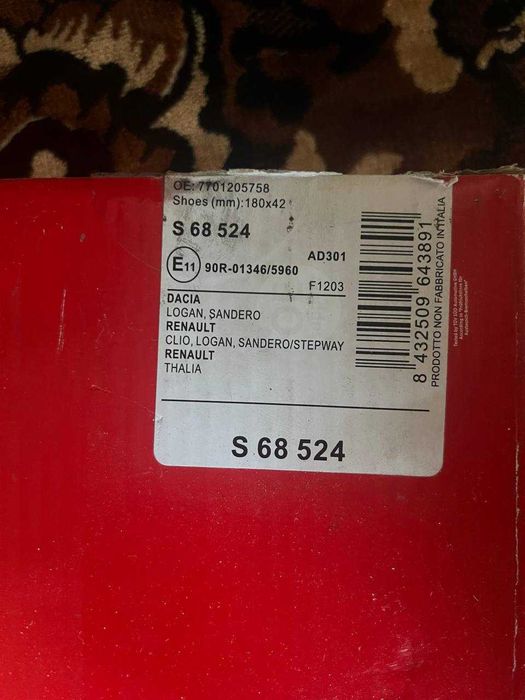 OE: 7701205758
Shoes (mm):180x42
S 68 524
AD301
E11 90R-01346/5960
F1203
DACIA
LOGAN, SANDERO
RENAULT
CLIO, LOGAN, SANDERO/STEPWAY
RENAULT
THALIA
S 68 524
8 432509 643891
PRODOTTO NON FABBRICATO IN ITALIA